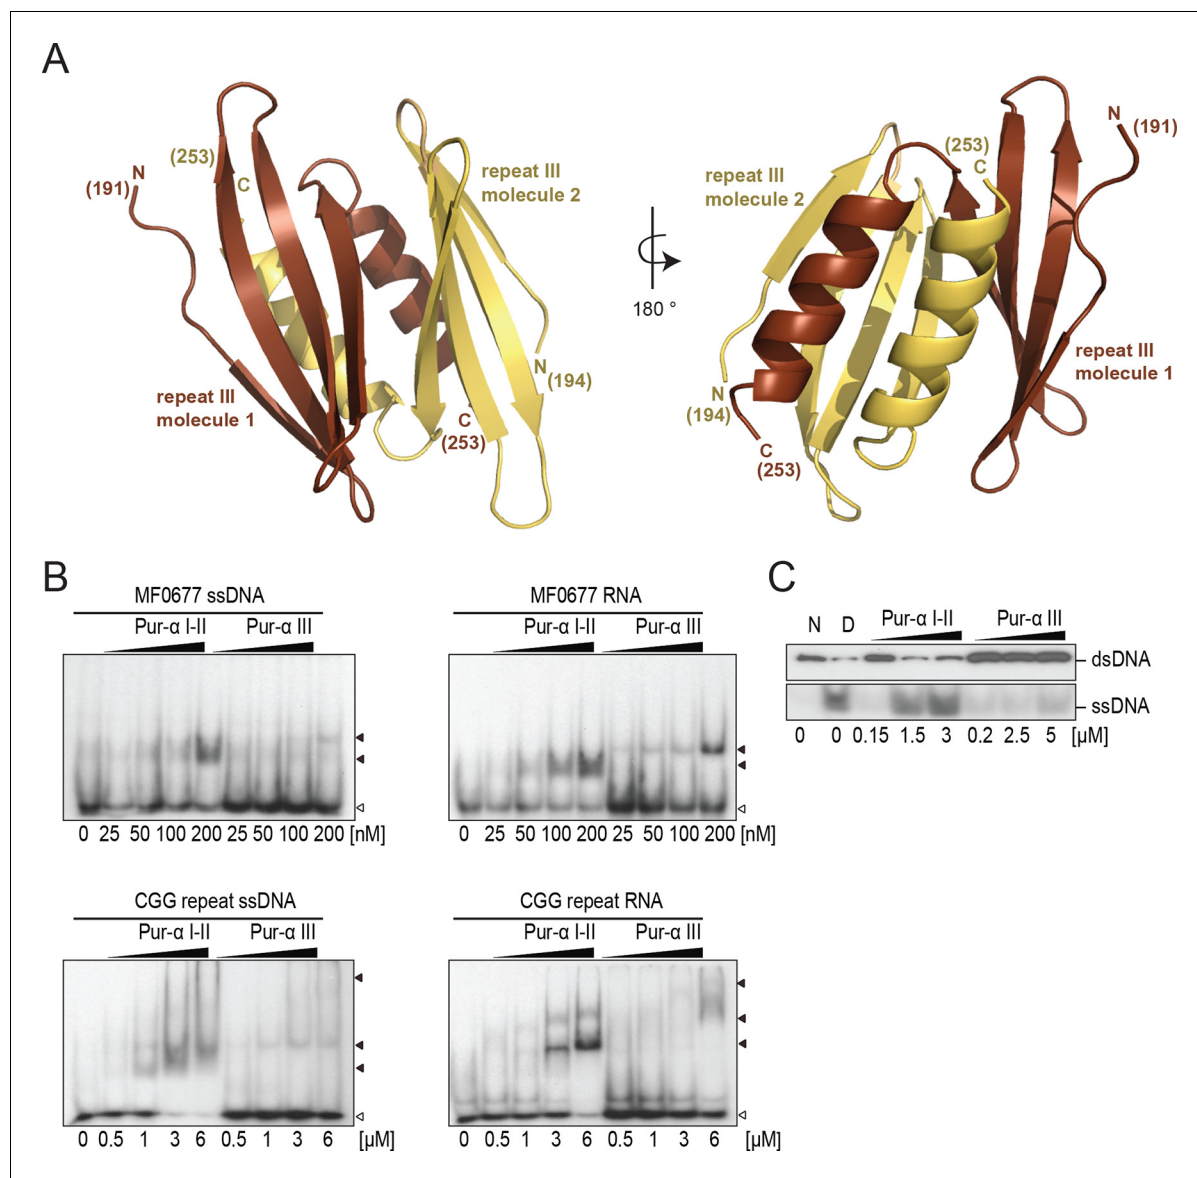 A
(253)
C
N
(191)
repeat III
molecule 1
repeat III
molecule 2
N
(194)
C
(253)
180 °
repeat III
molecule 2
(253)
C
N
(191)
N
(194)
C
(253)
repeat III
molecule 1
B
MF0677 ssDNA
Pur-α I-II Pur-α III
0 25 50 100 200 25 50 100 200 [nM]
MF0677 RNA
Pur-α I-II Pur-α III
0 25 50 100 200 25 50 100 200 [nM]
CGG repeat ssDNA
Pur-α I-II Pur-α III
0 0.5 1 3 6 0.5 1 3 6 [µM]
CGG repeat RNA
Pur-α I-II Pur-α III
0 0.5 1 3 6 0.5 1 3 6 [µM]
C
N D Pur-α I-II Pur-α III
dsDNA
ssDNA
0 0 0.15 1.5 3 0.2 2.5 5 [µM]